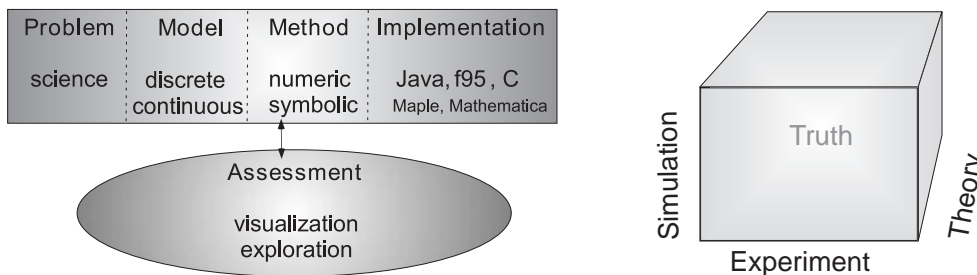 Problem Model Method Implementation
science discrete numeric Java, f95 , C
continuous symbolic Maple, Mathematica
Assessment
visualization
exploration
Truth
Simulation
Theory
Experiment